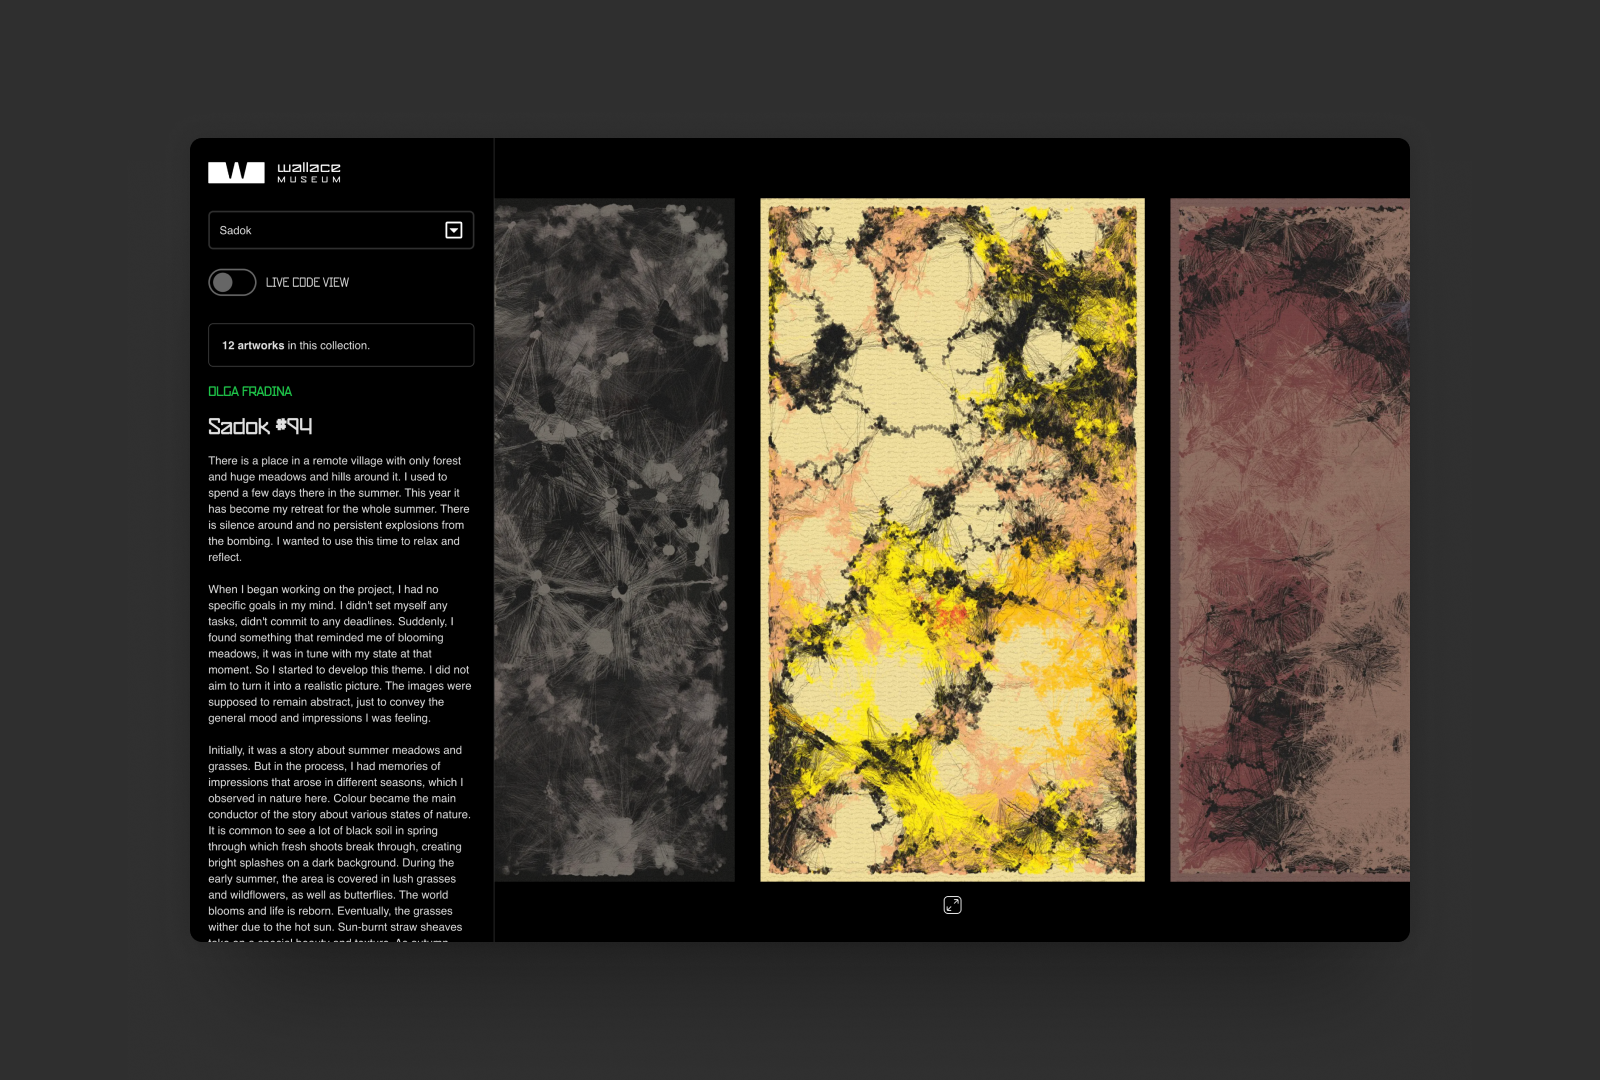 W wallace
MUSEUM
Sadok
LIVE CODE VIEW
12 artworks in this collection.
OLGA FRADINA
Sadok #94
There is a place in a remote village with only forest
and huge meadows and hills around it. I used to
spend a few days there in the summer. This year it
has become my retreat for the whole summer. There
is silence around and no persistent explosions from
the bombing. I wanted to use this time to relax and
reflect.
When I began working on the project, I had no
specific goals in my mind. I didn't set myself any
tasks, didn't commit to any deadlines. Suddenly, I
found something that reminded me of blooming
meadows, it was in tune with my state at that
moment. So I started to develop this theme. I did not
aim to turn it into a realistic picture. The images were
supposed to remain abstract, just to convey the
general mood and impressions I was feeling.
Initially, it was a story about summer meadows and
grasses. But in the process, I had memories of
impressions that arose in different seasons, which I
observed in nature here. Colour became the main
conductor of the story about various states of nature.
It is common to see a lot of black soil in spring
through which fresh shoots break through, creating
bright splashes on a dark background. During the
early summer, the area is covered in lush grasses
and wildflowers, as well as butterflies. The world
blooms and life is reborn. Eventually, the grasses
wither due to the hot sun. Sun-burnt straw sheaves
take on a special beauty and texture. As autumn